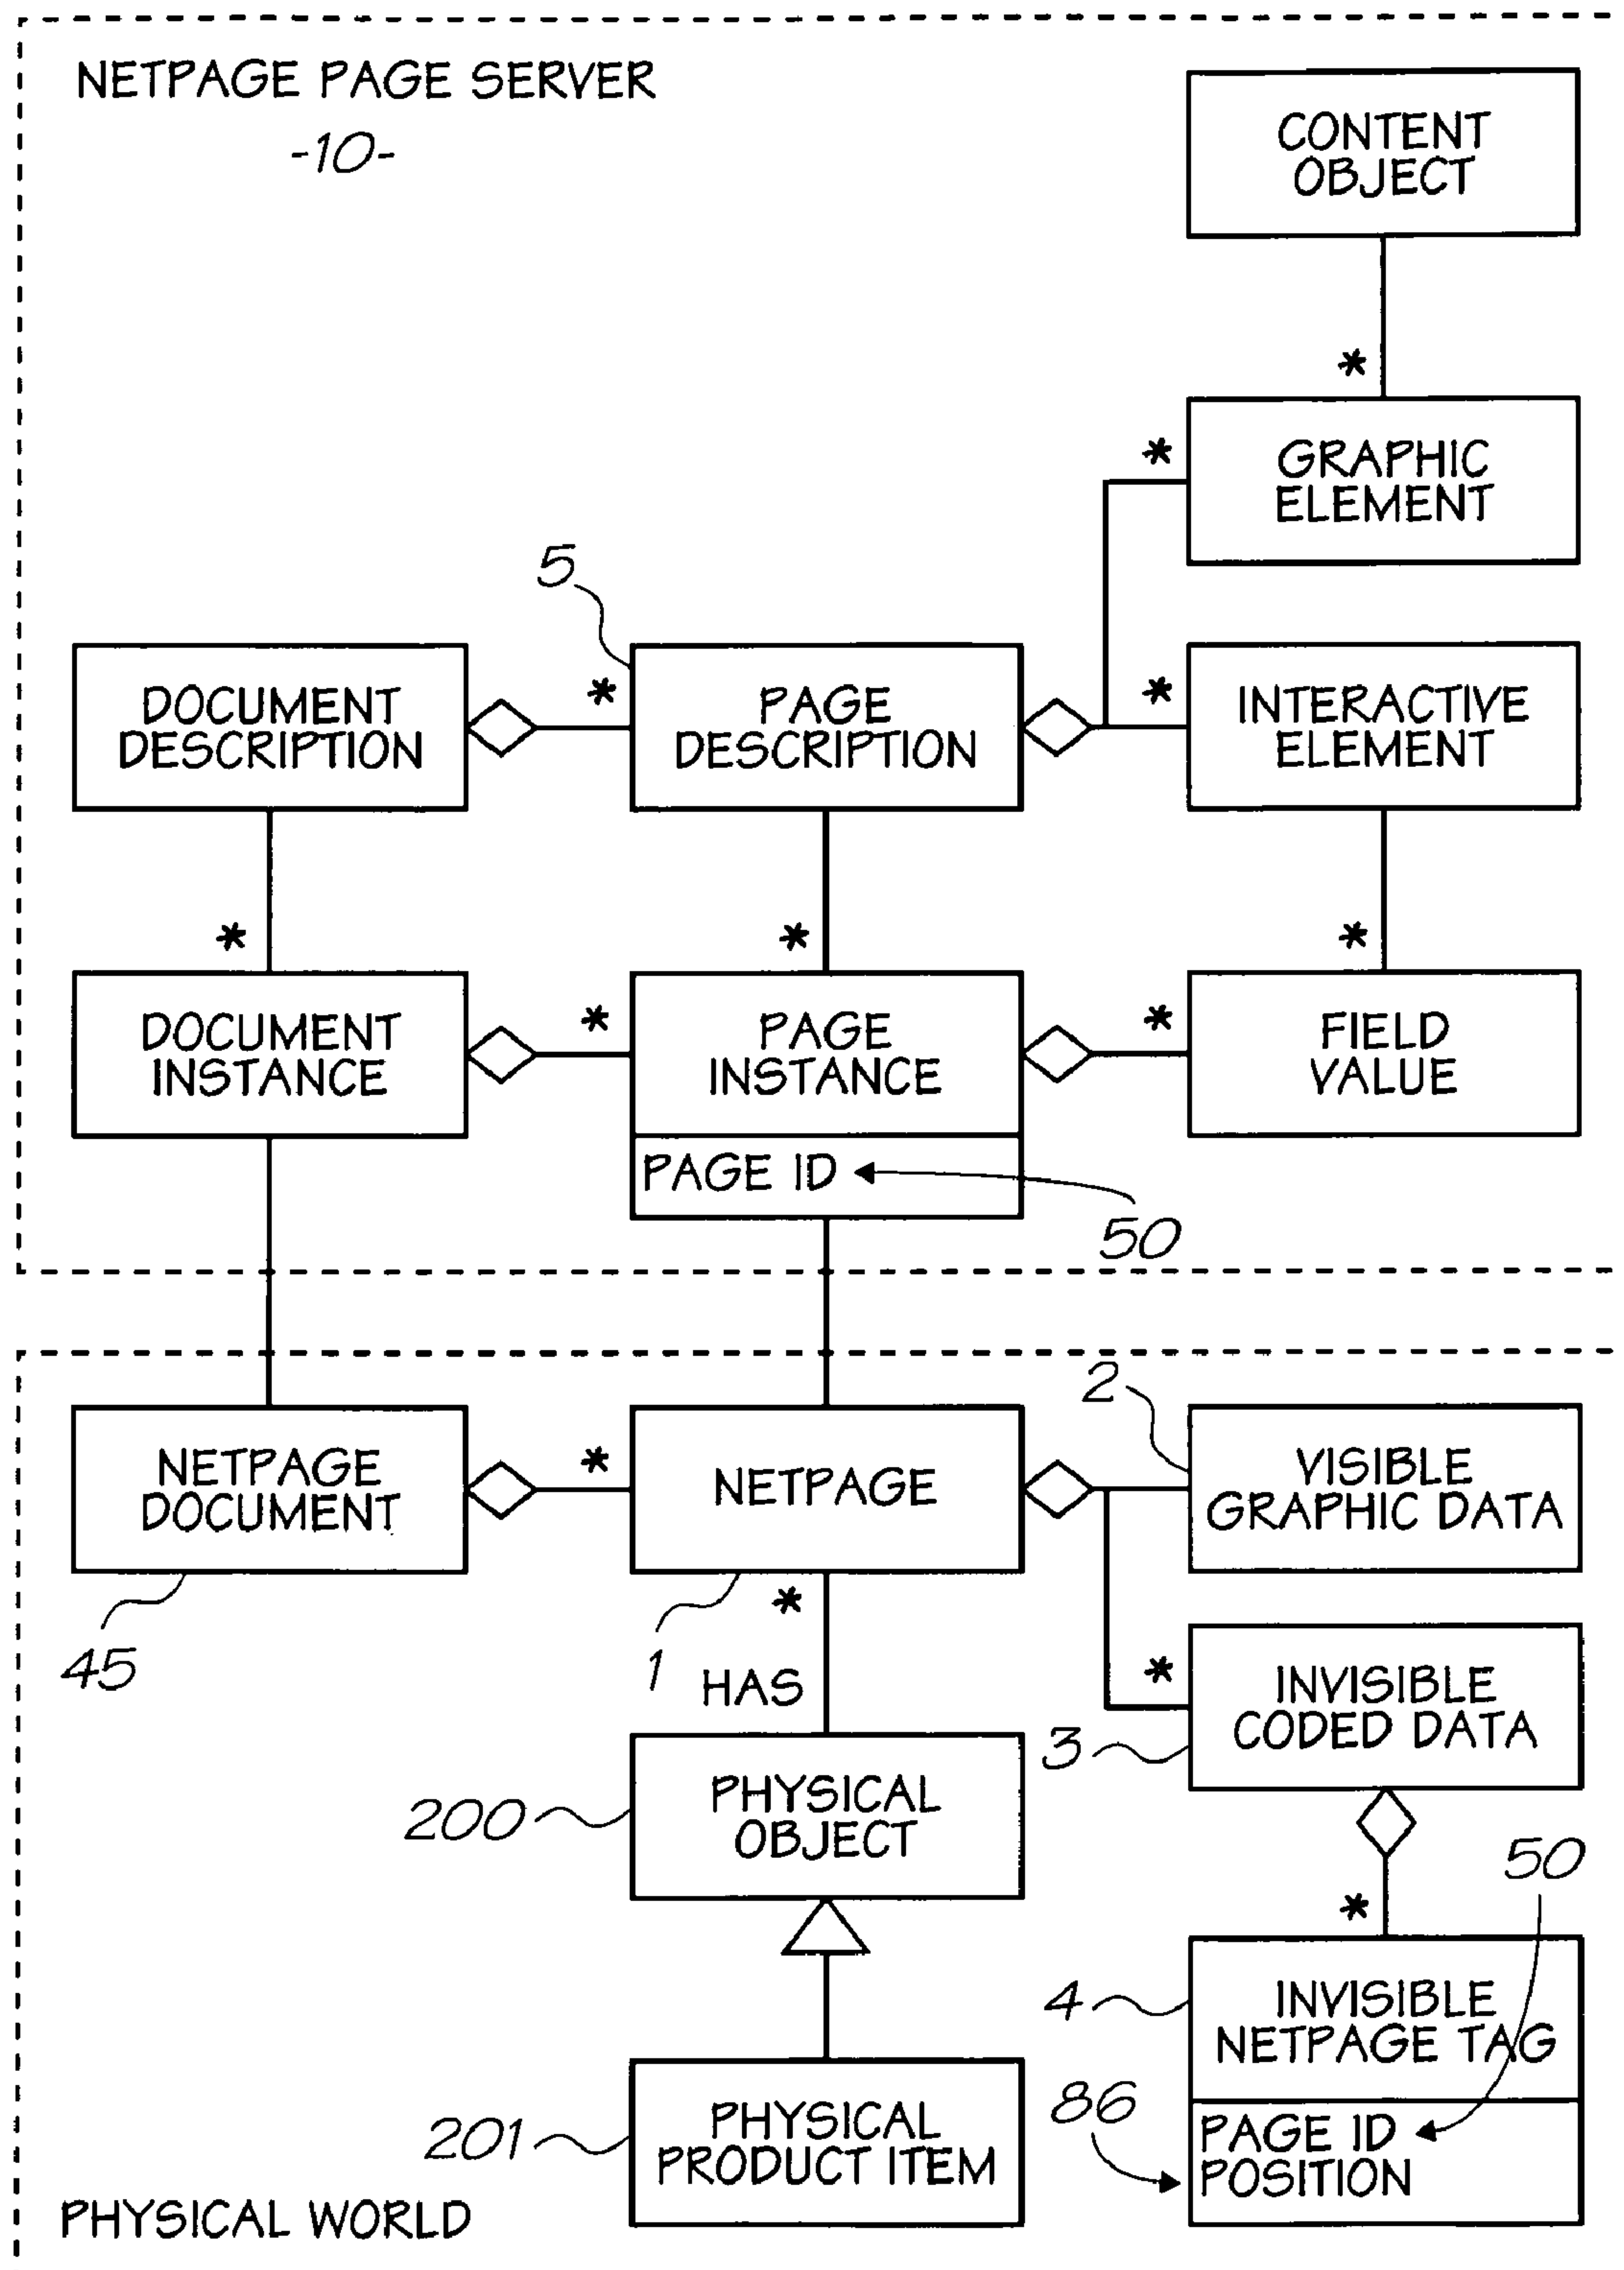 NETPAGE PAGE SERVER
-10-
CONTENT
OBJECT
*
*
GRAPHIC
ELEMENT
5
DOCUMENT
DESCRIPTION
*
PAGE
DESCRIPTION
*
INTERACTIVE
ELEMENT
*
*
*
DOCUMENT
INSTANCE
*
PAGE
INSTANCE
*
FIELD
VALUE
PAGE ID
50
NETPAGE
DOCUMENT
45
*
NETPAGE
1
2
VISIBLE
GRAPHIC DATA
*
HAS
*
INVISIBLE
CODED DATA
3
200
PHYSICAL
OBJECT
50
*
4
INVISIBLE
NETPAGE TAG
86
PAGE ID
POSITION
201
PHYSICAL
PRODUCT ITEM
PHYSICAL WORLD